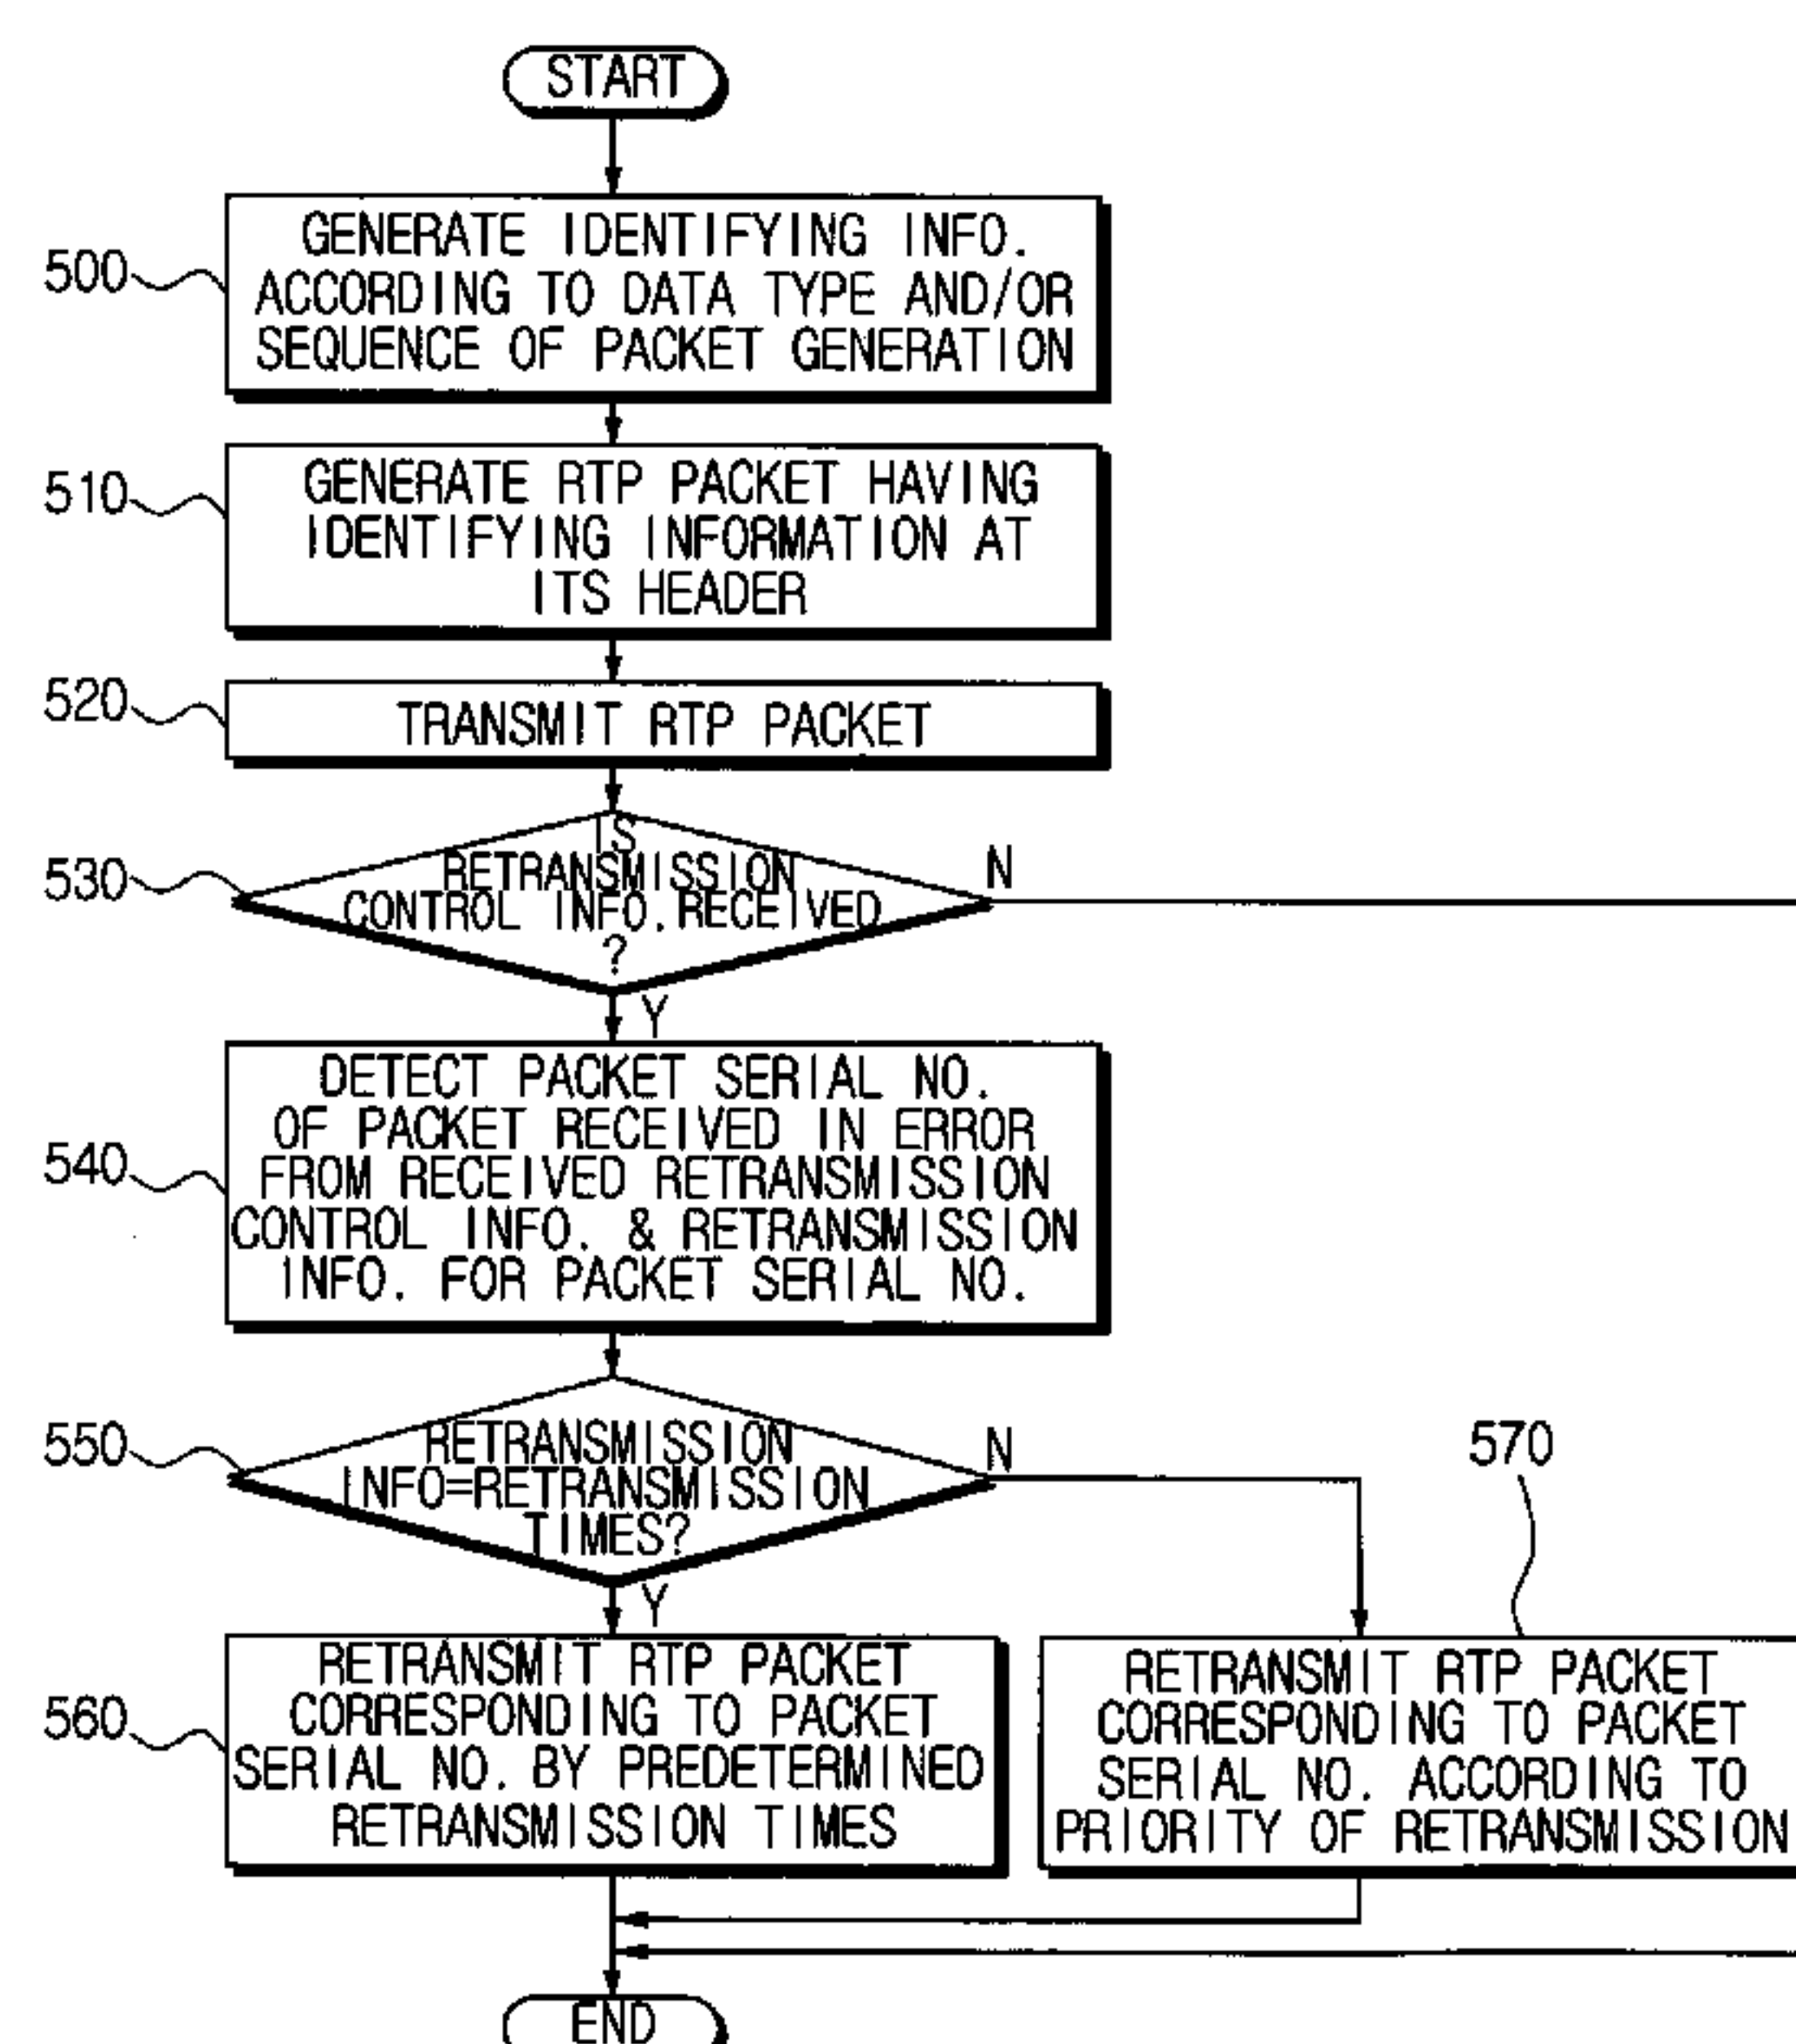 START
500
GENERATE IDENTIFYING INFO.
ACCORDING TO DATA TYPE AND/OR
SEQUENCE OF PACKET GENERATION
510
GENERATE RTP PACKET HAVING
IDENTIFYING INFORMATION AT
ITS HEADER
520
TRANSMIT RTP PACKET
530
IS
RETRANSMISSION
CONTROL INFO. RECEIVED
?
N
Y
540
DETECT PACKET SERIAL NO.
OF PACKET RECEIVED IN ERROR
FROM RECEIVED RETRANSMISSION
CONTROL INFO. & RETRANSMISSION
INFO. FOR PACKET SERIAL NO.
550
RETRANSMISSION
INFO=RETRANSMISSION
TIMES?
N
Y
560
RETRANSMIT RTP PACKET
CORRESPONDING TO PACKET
SERIAL NO. BY PREDETERMINED
RETRANSMISSION TIMES
570
RETRANSMIT RTP PACKET
CORRESPONDING TO PACKET
SERIAL NO. ACCORDING TO
PRIORITY OF RETRANSMISSION
END